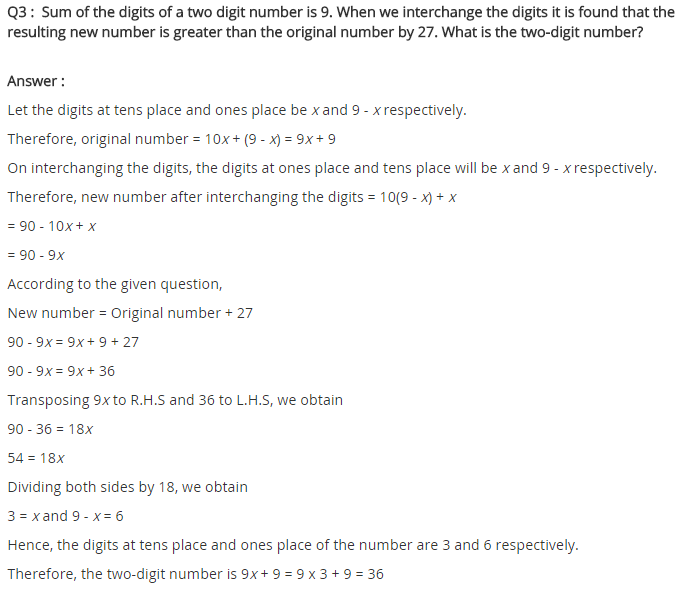 Q3 : Sum of the digits of a two digit number is 9. When we interchange the digits it is found that the
resulting new number is greater than the original number by 27. What is the two-digit number?
Answer :
Let the digits at tens place and ones place be x and 9 - x respectively.
Therefore, original number = 10x + (9 - x) = 9x + 9
On interchanging the digits, the digits at ones place and tens place will be x and 9 - x respectively.
Therefore, new number after interchanging the digits = 10(9 - x) + x
= 90 - 10x + x
= 90 - 9x
According to the given question,
New number = Original number + 27
90 - 9x = 9x + 9 + 27
90 - 9x = 9x + 36
Transposing 9x to R.H.S and 36 to L.H.S, we obtain
90 - 36 = 18x
54 = 18x
Dividing both sides by 18, we obtain
3 = x and 9 - x = 6
Hence, the digits at tens place and ones place of the number are 3 and 6 respectively.
Therefore, the two-digit number is 9x + 9 = 9 x 3 + 9 = 36